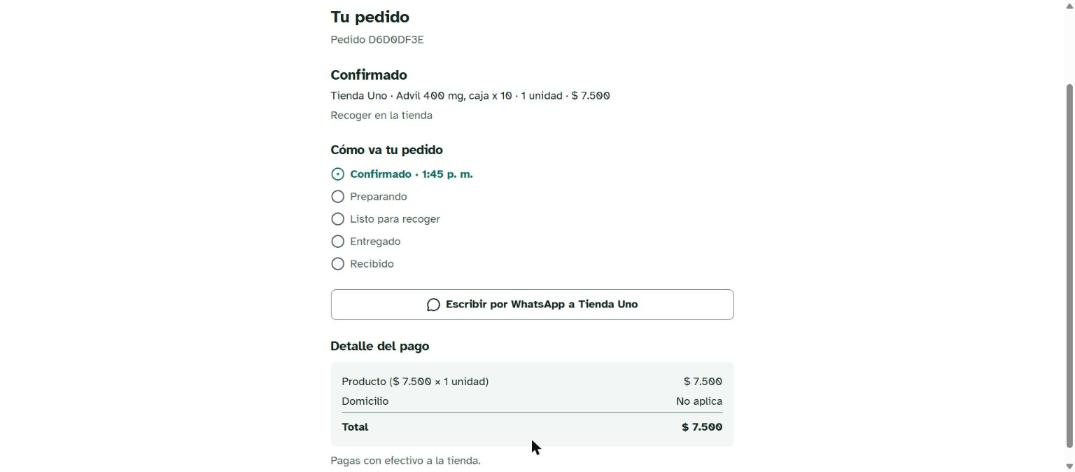 Tu pedido
Pedido D6D0DF3E
Confirmado
Tienda Uno · Advil 400 mg, caja x 10 · 1 unidad · $ 7.500
Recoger en la tienda
Cómo va tu pedido
Confirmado · 1:45 p. m.
Preparando
Listo para recoger
Entregado
Recibido
Escribir por WhatsApp a Tienda Uno
Detalle del pago
Producto ($ 7.500 × 1 unidad) $ 7.500
Domicilio No aplica
Total $ 7.500
Pagas con efectivo a la tienda.